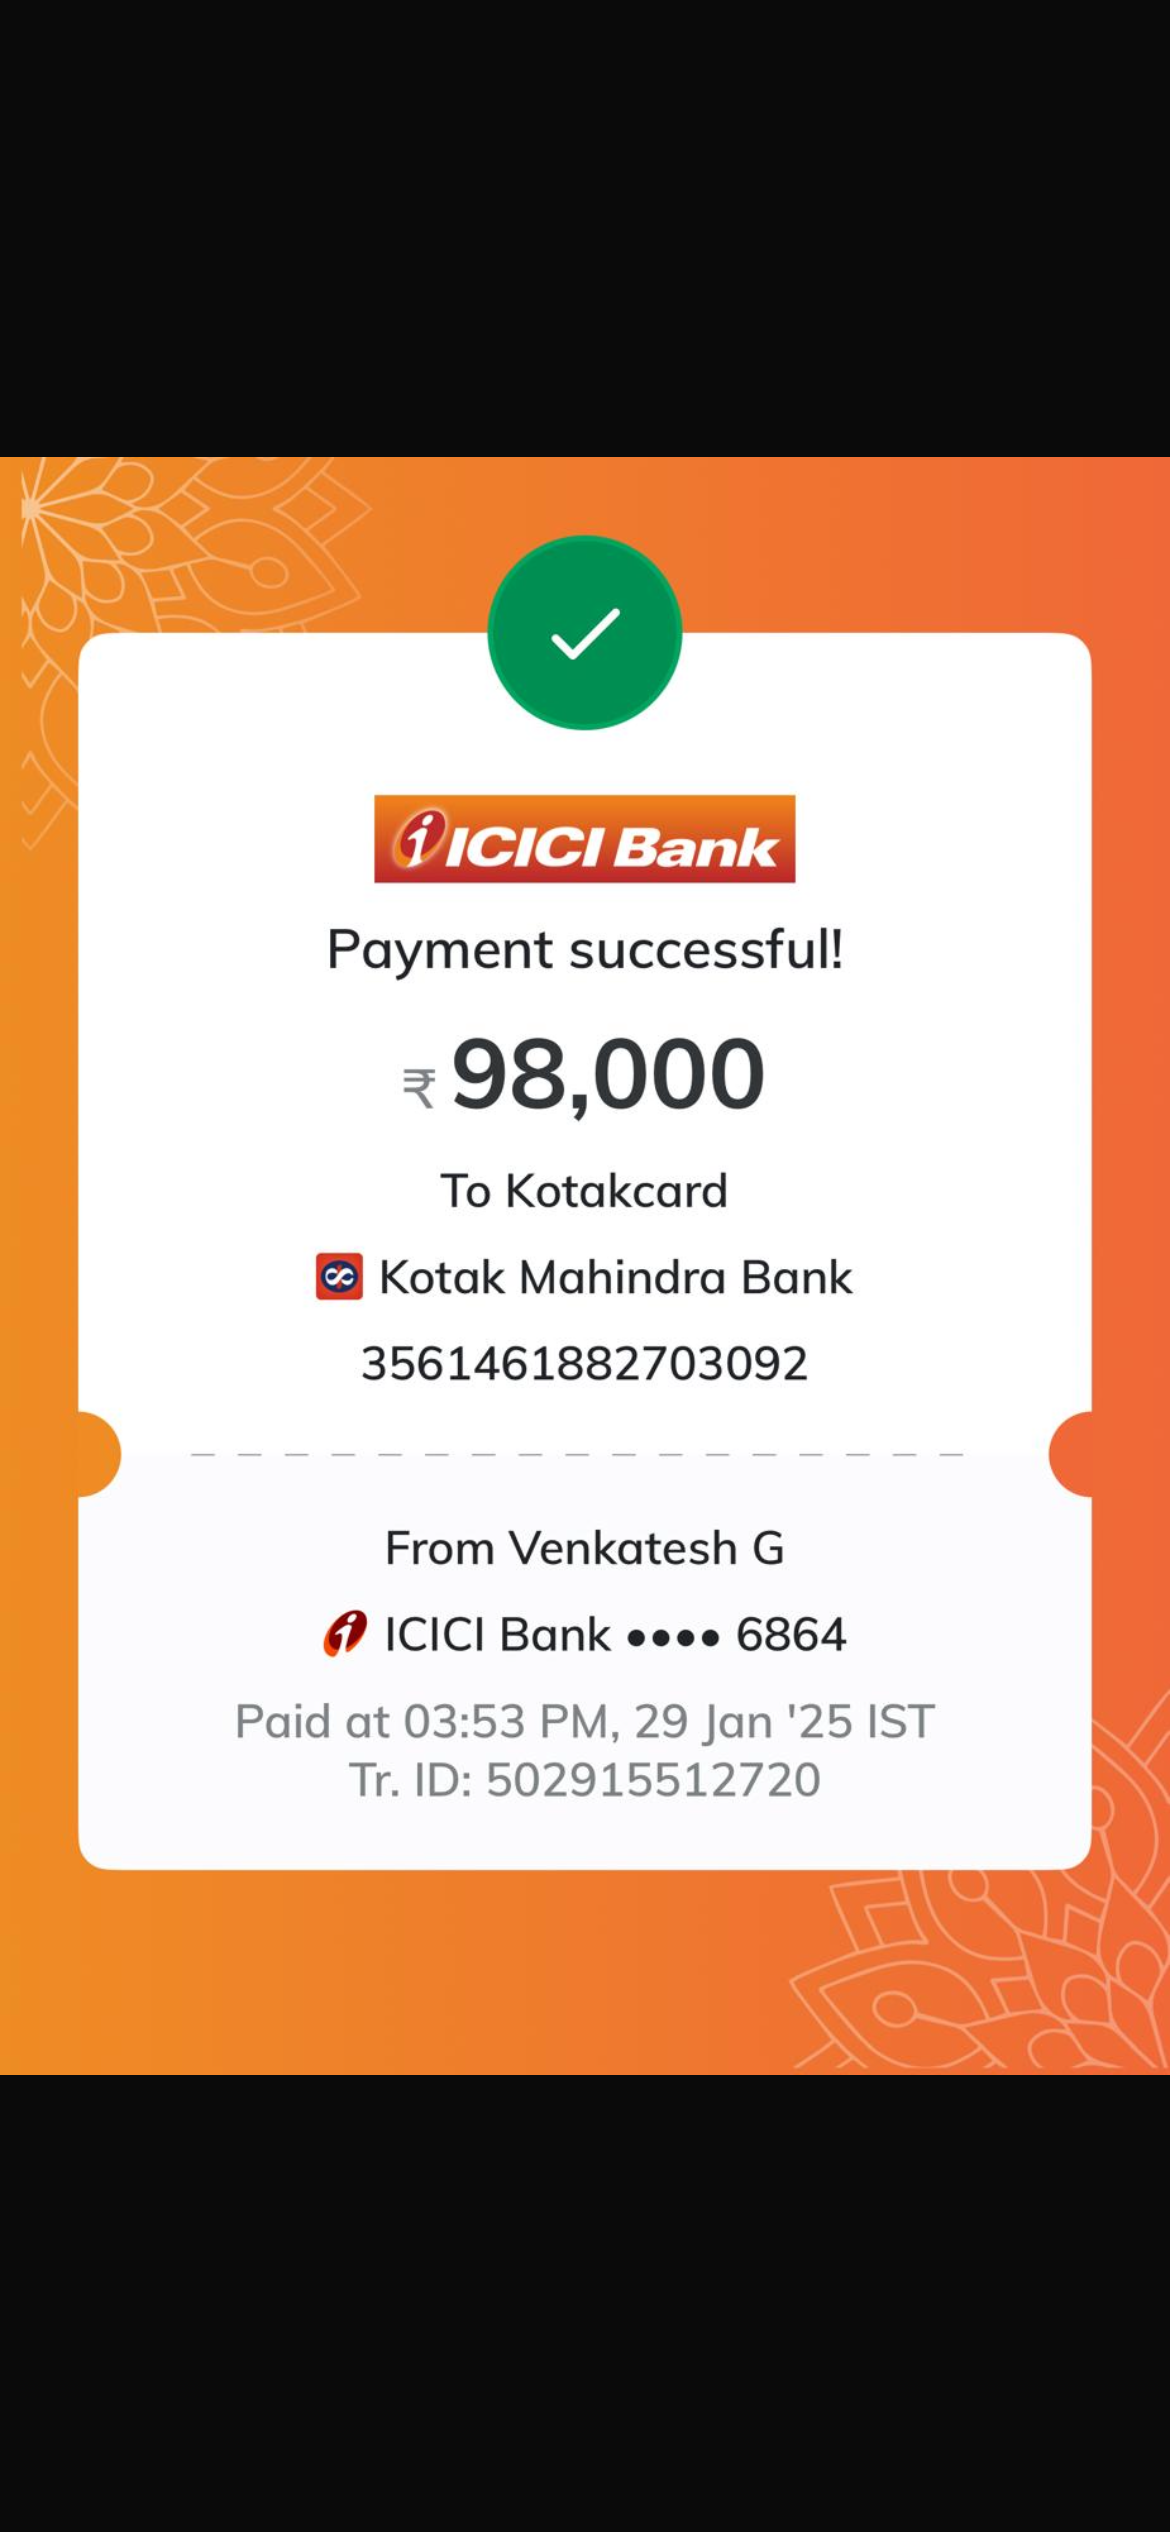 ICICI Bank
Payment successful!
₹ 98,000
To Kotakcard
Kotak Mahindra Bank
3561461882703092
From Venkatesh G
ICICI Bank •••• 6864
Paid at 03:53 PM, 29 Jan '25 IST
Tr. ID: 502915512720